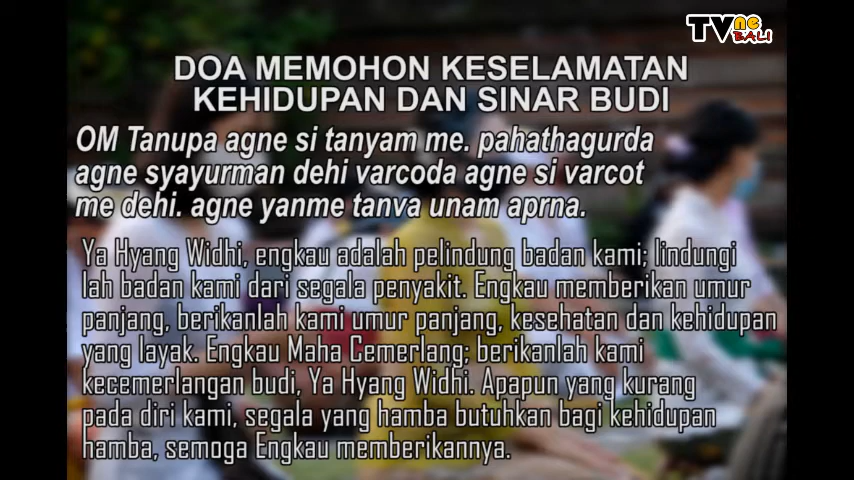 TV ne
BALI
DOA MEMOHON KESELAMATAN
KEHIDUPAN DAN SINAR BUDI
OM Tanupa agne si tanyam me. pahathagurda
agne syayurman dehi varcoda agne si varcot
me dehi. agne yanme tanva unam aprna.
Ya Hyang Widhi, engkau adalah pelindung badan kami; lindungi
lah badan kami dari segala penyakit. Engkau memberikan umur
panjang, berikanlah kami umur panjang, kesehatan dan kehidupan
yang layak. Engkau Maha Cemerlang; berikanlah kami
kecemerlangan budi, Ya Hyang Widhi. Apapun yang kurang
pada diri kami, segala yang hamba butuhkan bagi kehidupan
hamba, semoga Engkau memberikannya.